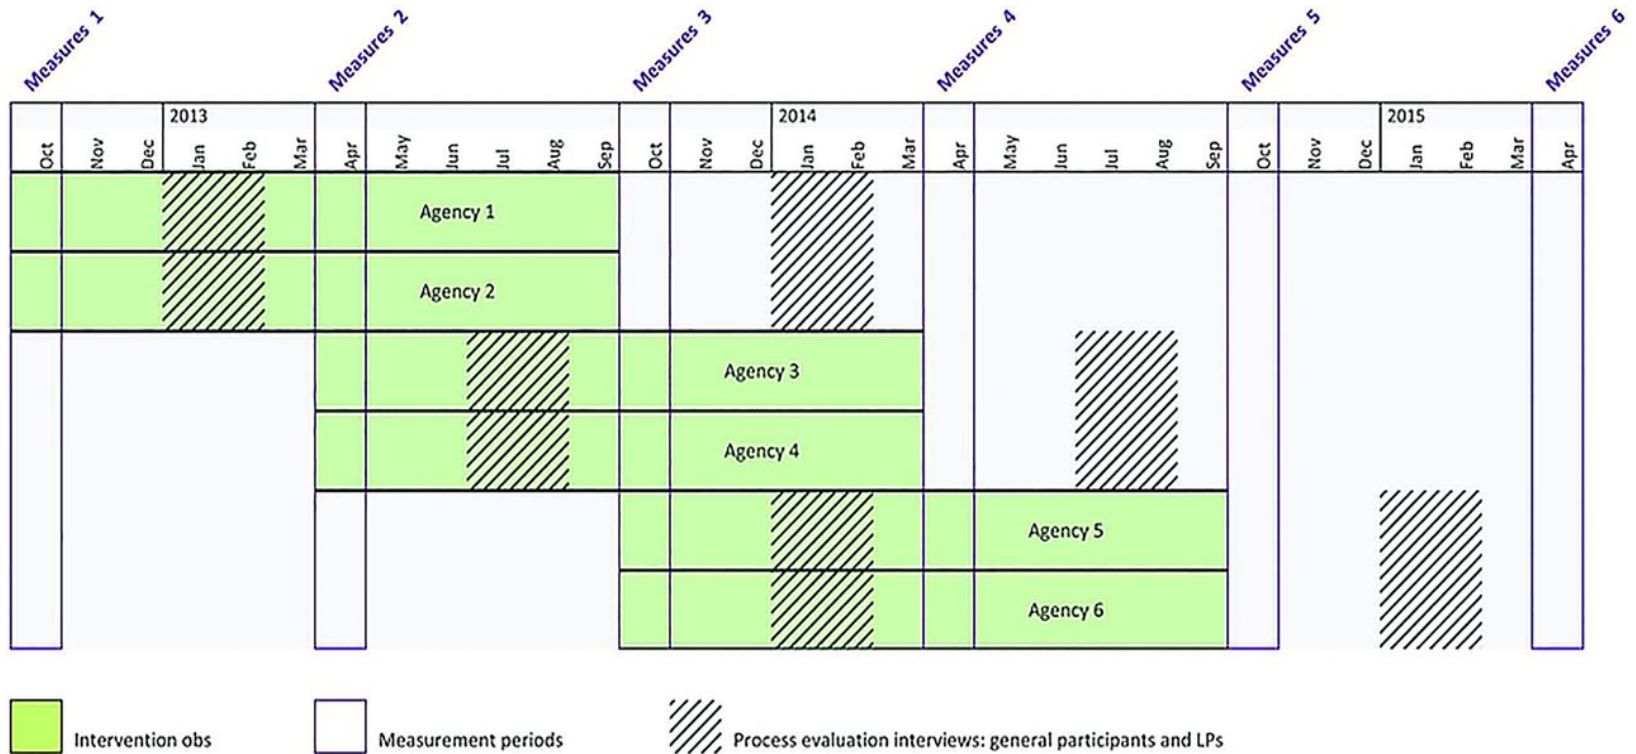 Measures 1
Measures 2
Measures 3
Measures 4
Measures 5
Measures 6
2013
2014
2015
Oct
Nov
Dec
Jan
Feb
Mar
Apr
May
Jun
Jul
Aug
Sep
Oct
Nov
Dec
Jan
Feb
Mar
Apr
May
Jun
Jul
Aug
Sep
Oct
Nov
Dec
Jan
Feb
Mar
Apr
Agency 1
Agency 2
Agency 3
Agency 4
Agency 5
Agency 6
Intervention obs
Measurement periods
Process evaluation interviews: general participants and LPs